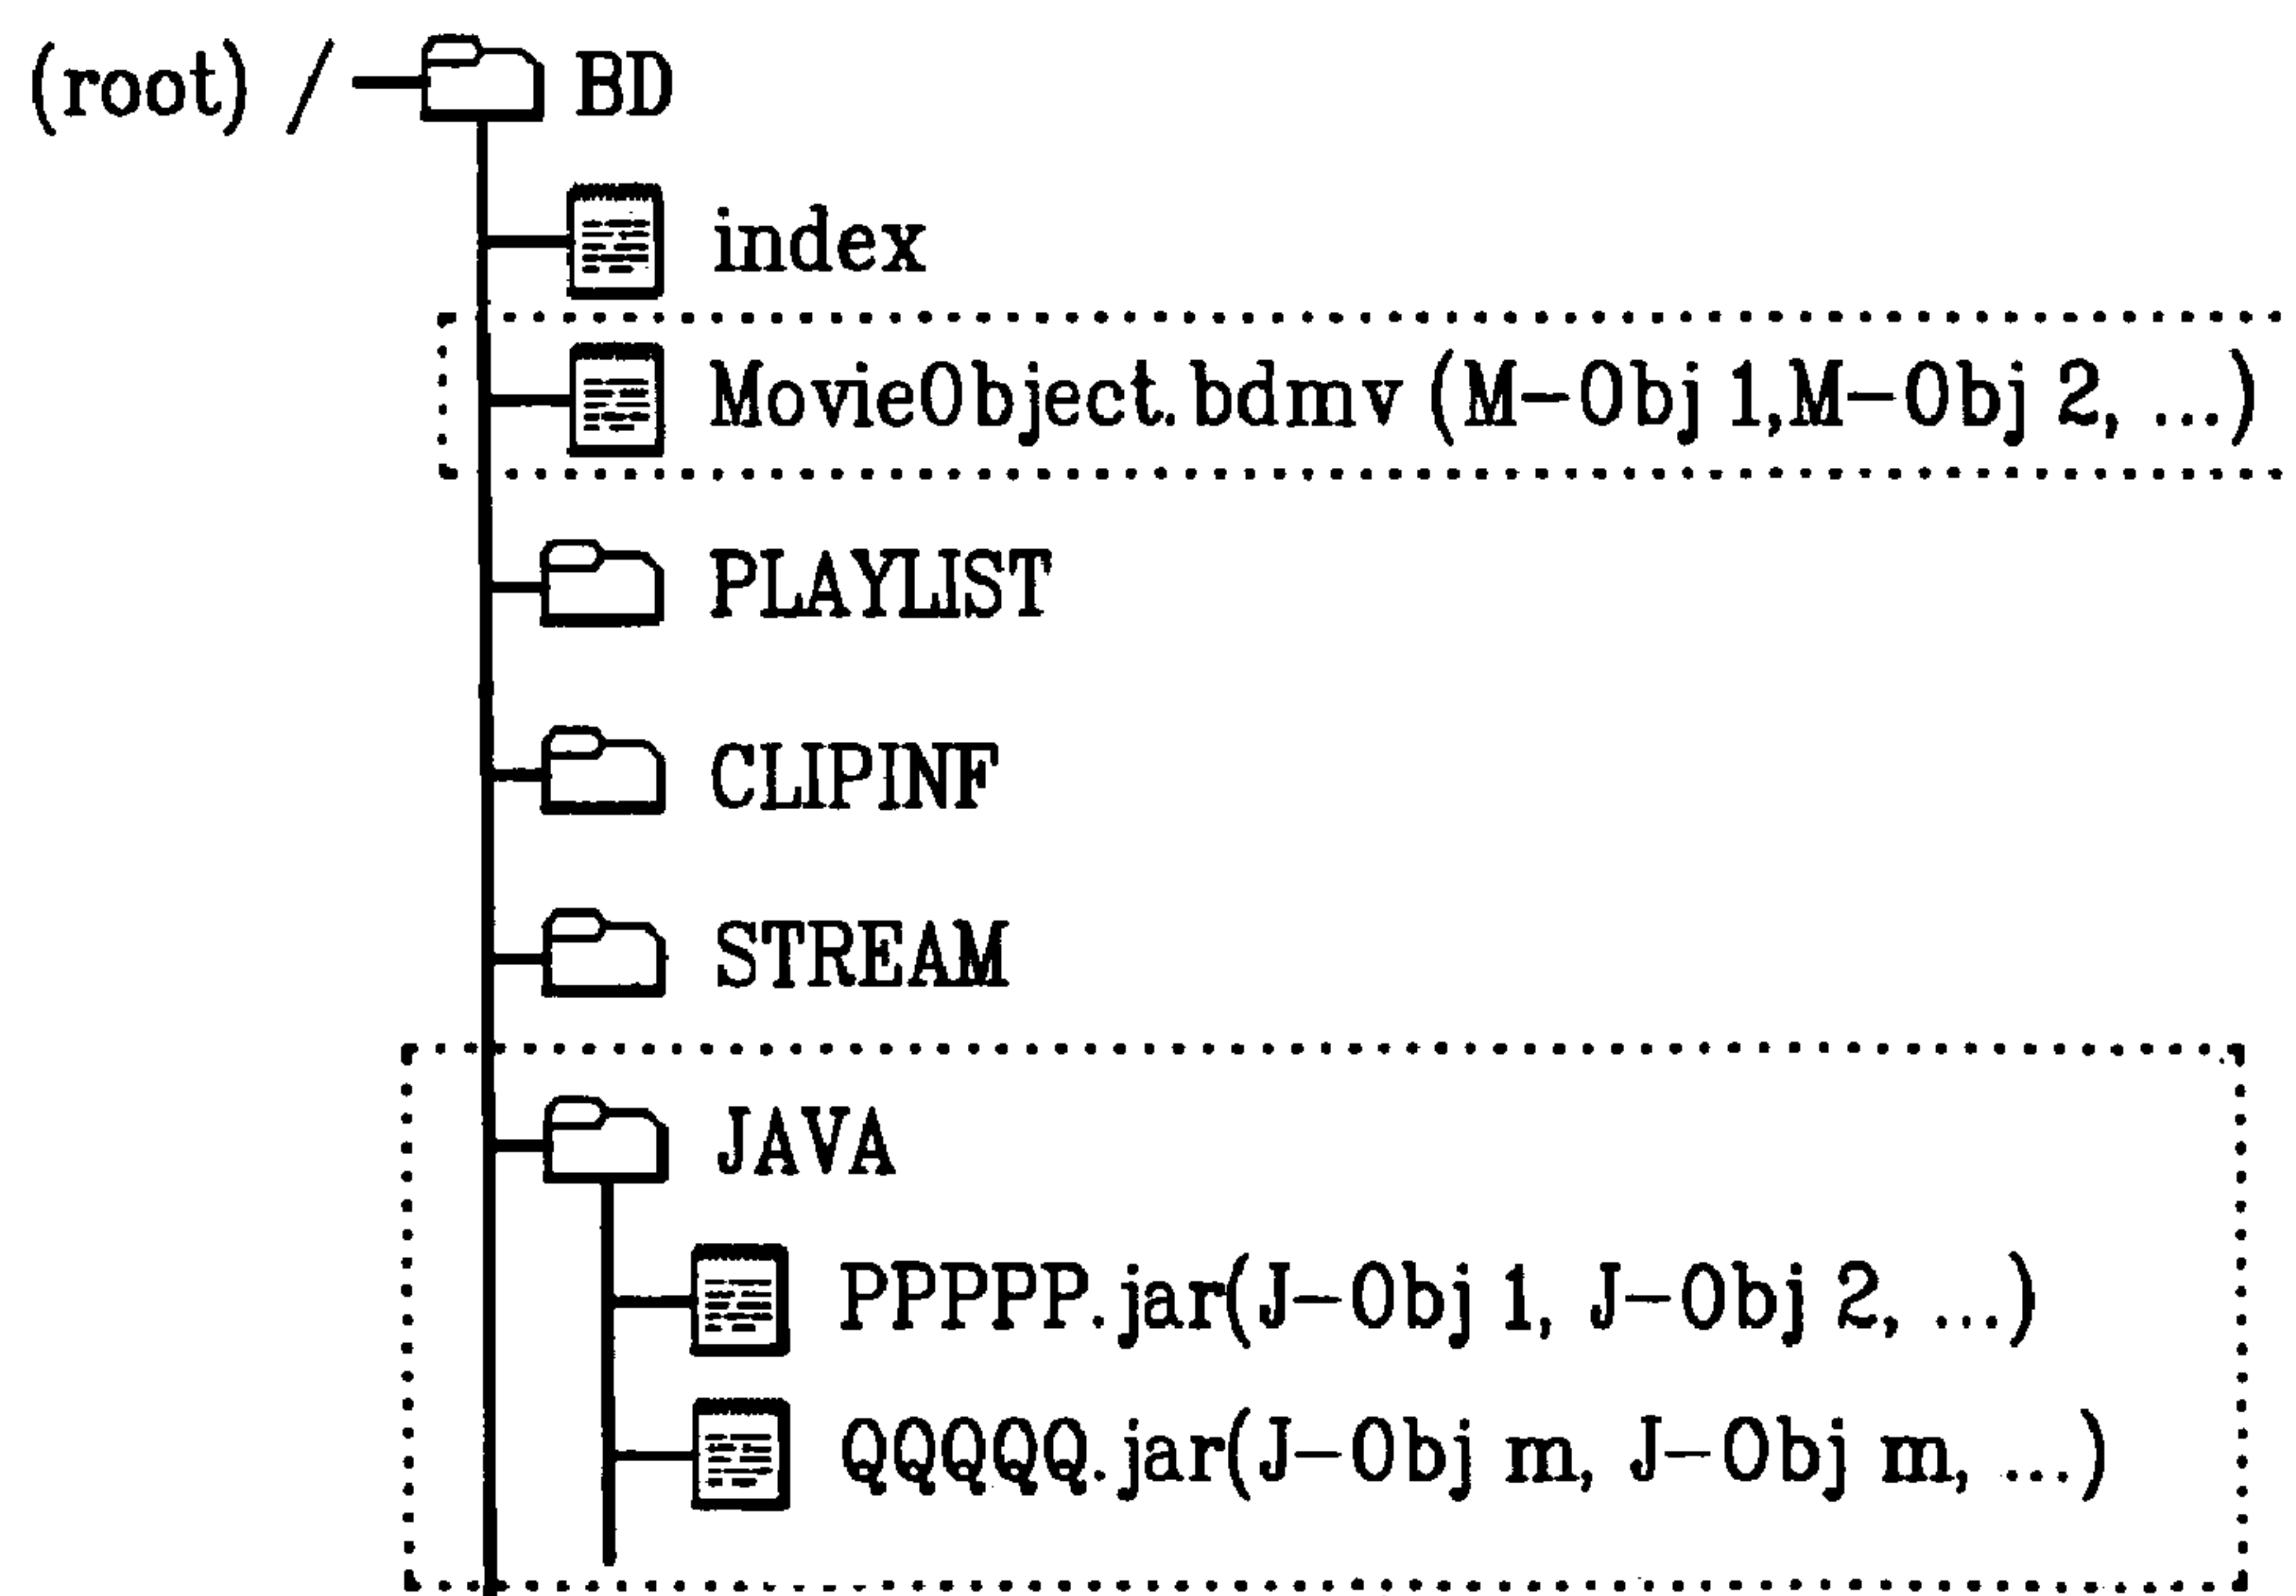 (root) / BD
index
MovieObject.bdmv (M-Obj 1,M-Obj 2, ...)
PLAYLIST
CLIPINF
STREAM
JAVA
PPPPP.jar(J-Obj 1, J-Obj 2, ...)
QQQQQ.jar(J-Obj m, J-Obj m, ...)